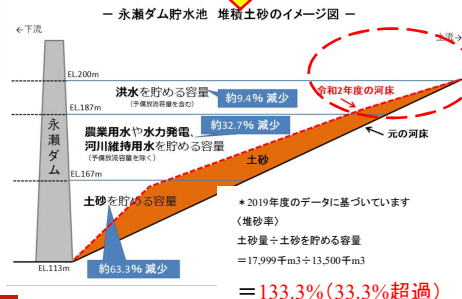 － 永瀬ダム貯水池　堆積土砂のイメージ図 －
←下流
上流→
EL.200m
洪水を貯める容量
(予備放流容量を含む)
約9.4% 減少
令和2年度の河床
EL.187m
永瀬ダム
農業用水や水力発電、
河川維持用水を貯める容量
(予備放流容量を除く)
約32.7% 減少
元の河床
土砂
EL.167m
土砂を貯める容量
EL.113m
約63.3% 減少
＊2019年度のデータに基づいています
〈堆砂率〉
土砂量÷土砂を貯める容量
＝17,999千m3÷13,500千m3
＝133.3%(33.3%超過)